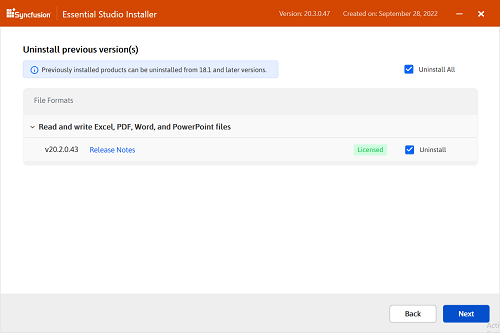 Syncfusion Essential Studio Installer Version: 20.3.0.47 Created on: September 28, 2022
Uninstall previous version(s)
Previously installed products can be uninstalled from 18.1 and later versions.
Uninstall All
File Formats
Read and write Excel, PDF, Word, and PowerPoint files
v20.2.0.43 Release Notes Licensed Uninstall
Back Next